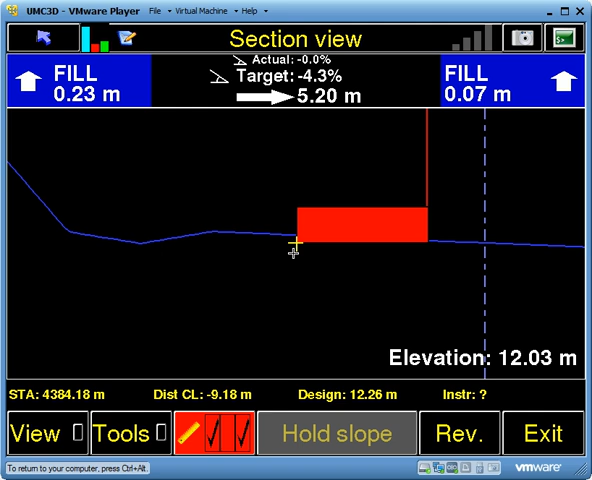 UMC3D - VMware Player File Virtual Machine Help
Section view
FILL
0.23 m
Actual: -0.0%
Target: -4.3%
5.20 m
FILL
0.07 m
Elevation: 12.03 m
STA: 4384.18 m Dist CL: -9.18 m Design: 12.26 m Instr: ?
View Tools Hold slope Rev. Exit
To return to your computer, press Ctrl+Alt.
vmware